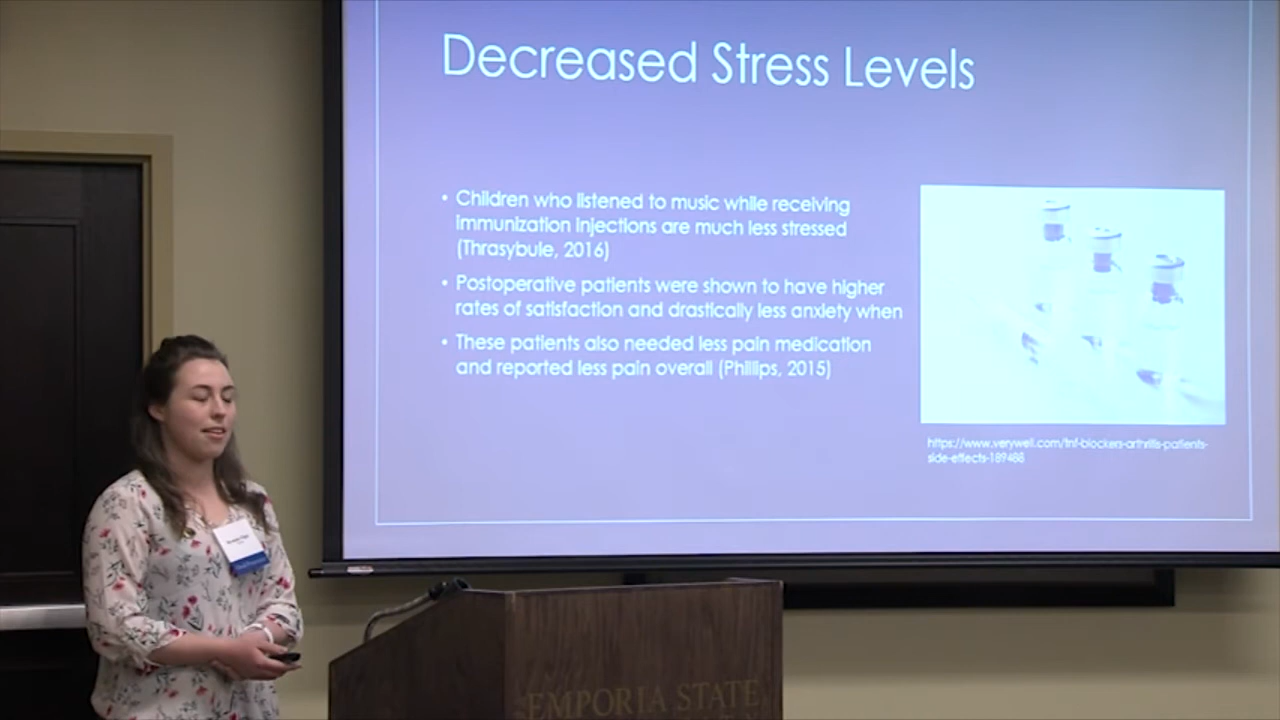 Decreased Stress Levels
• Children who listened to music while receiving
immunization injections are much less stressed
(Thrasybule, 2016)
• Postoperative patients were shown to have higher
rates of satisfaction and drastically less anxiety when
• These patients also needed less pain medication
and reported less pain overall (Phillips, 2015)
https://www.verywell.com/tnf-blockers-arthritis-patients-
side-effects-189488
EMPORIA STATE